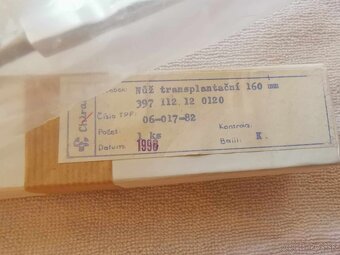 Chira
Nůž transplantační 160 mm
397 112 12 0120
Číslo TPF: 06-017-82
Počet: 1 ks Kontrola:
Datum: 1990 Balil: K.